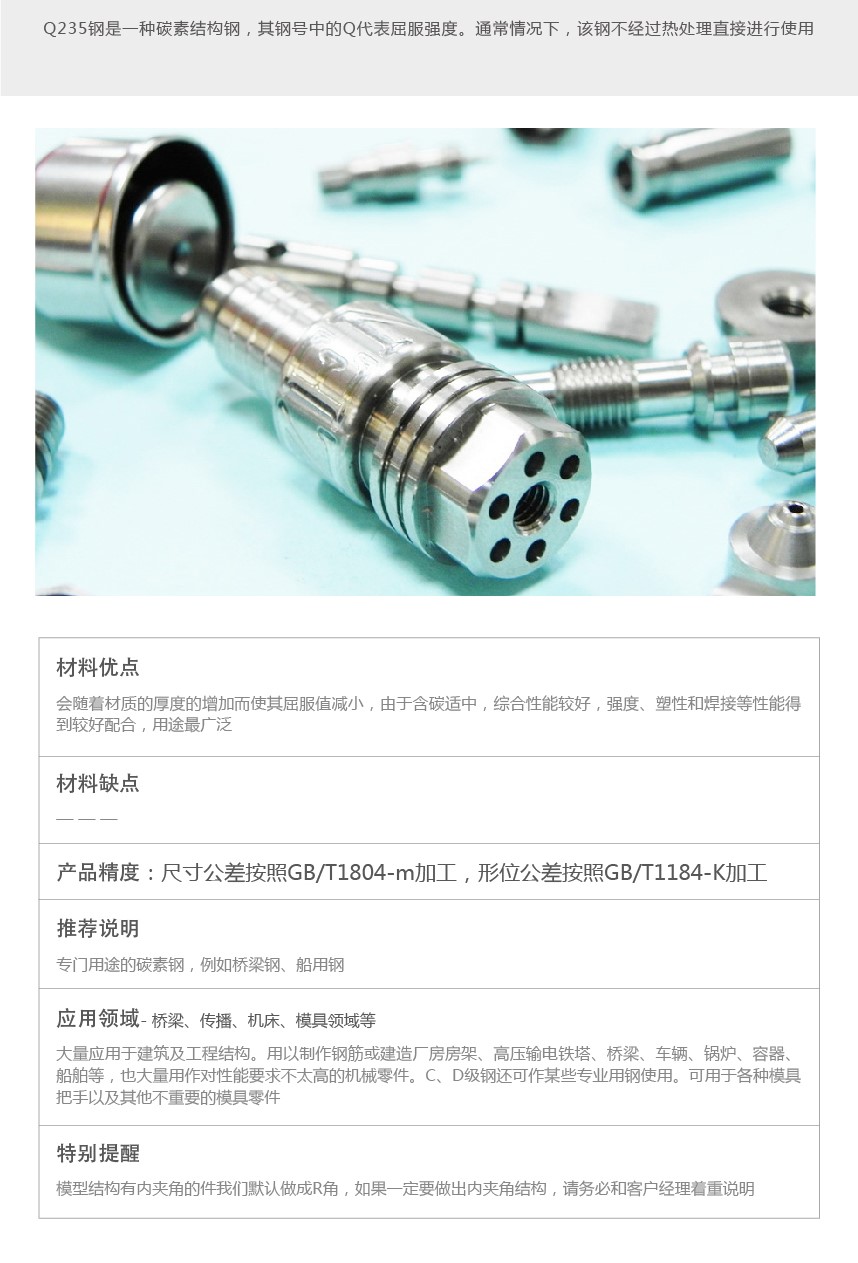 Q235钢是一种碳素结构钢，其钢号中的Q代表屈服强度。通常情况下，该钢不经过热处理直接进行使用
材料优点
会随着材质的厚度的增加而使其屈服值减小，由于含碳适中，综合性能较好，强度、塑性和焊接等性能得
到较好配合，用途最广泛
材料缺点
— — —
产品精度：尺寸公差按照GB/T1804-m加工，形位公差按照GB/T1184-K加工
推荐说明
专门用途的碳素钢，例如桥梁钢、船用钢
应用领域- 桥梁、传播、机床、模具领域等
大量应用于建筑及工程结构。用以制作钢筋或建造厂房房架、高压输电铁塔、桥梁、车辆、锅炉、容器、
船舶等，也大量用作对性能要求不太高的机械零件。C、D级钢还可作某些专业用钢使用。可用于各种模具
把手以及其他不重要的模具零件
特别提醒
模型结构有内夹角的件我们默认做成R角，如果一定要做出内夹角结构，请务必和客户经理着重说明